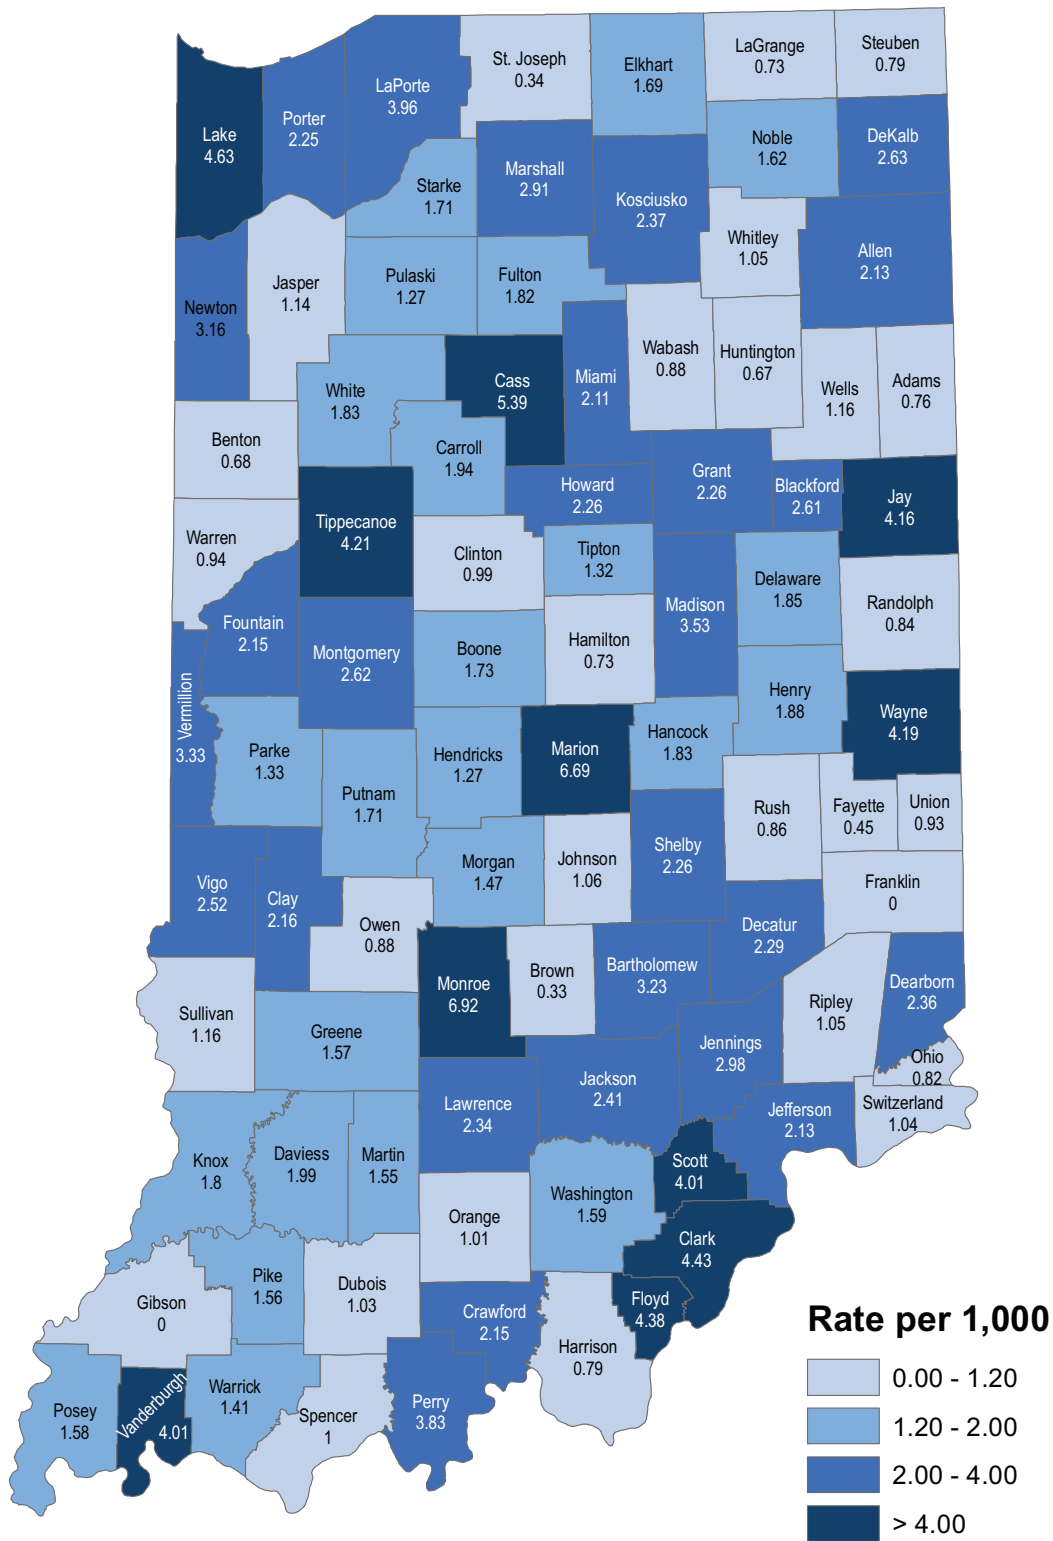 St. Joseph
0.34
LaGrange
0.73
Steuben
0.79
Elkhart
1.69
LaPorte
3.96
Porter
2.25
Lake
4.63
Noble
1.62
DeKalb
2.63
Marshall
2.91
Starke
1.71
Kosciusko
2.37
Whitley
1.05
Allen
2.13
Jasper
1.14
Pulaski
1.27
Fulton
1.82
Newton
3.16
Wabash
0.88
Huntington
0.67
White
1.83
Cass
5.39
Miami
2.11
Wells
1.16
Adams
0.76
Benton
0.68
Carroll
1.94
Howard
2.26
Grant
2.26
Blackford
2.61
Jay
4.16
Warren
0.94
Tippecanoe
4.21
Clinton
0.99
Tipton
1.32
Delaware
1.85
Randolph
0.84
Madison
3.53
Fountain
2.15
Montgomery
2.62
Boone
1.73
Hamilton
0.73
Henry
1.88
Wayne
4.19
Vermillion
3.33
Parke
1.33
Hendricks
1.27
Marion
6.69
Hancock
1.83
Putnam
1.71
Rush
0.86
Fayette
0.45
Union
0.93
Shelby
2.26
Morgan
1.47
Johnson
1.06
Vigo
2.52
Clay
2.16
Franklin
0
Owen
0.88
Decatur
2.29
Monroe
6.92
Brown
0.33
Bartholomew
3.23
Dearborn
2.36
Sullivan
1.16
Ripley
1.05
Greene
1.57
Jennings
2.98
Ohio
0.82
Jackson
2.41
Lawrence
2.34
Jefferson
2.13
Switzerland
1.04
Knox
1.8
Daviess
1.99
Martin
1.55
Scott
4.01
Washington
1.59
Orange
1.01
Clark
4.43
Pike
1.56
Dubois
1.03
Gibson
0
Floyd
4.38
Crawford
2.15
Harrison
0.79
Rate per 1,000
0.00 - 1.20
1.20 - 2.00
2.00 - 4.00
> 4.00
Posey
1.58
Vanderburgh
4.01
Warrick
1.41
Spencer
1
Perry
3.83